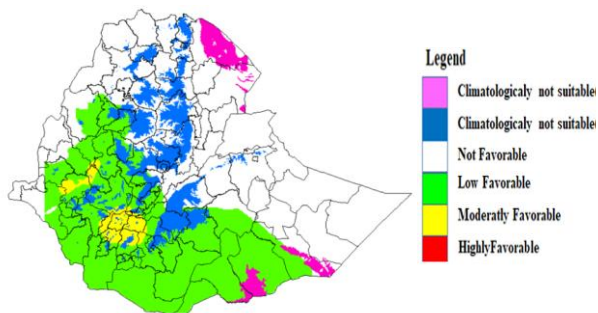 Legend
Climatologicaly not suitable(
Climatologicaly not suitable(
Not Favorable
Low Favorable
Moderatly Favorable
HighlyFavorable